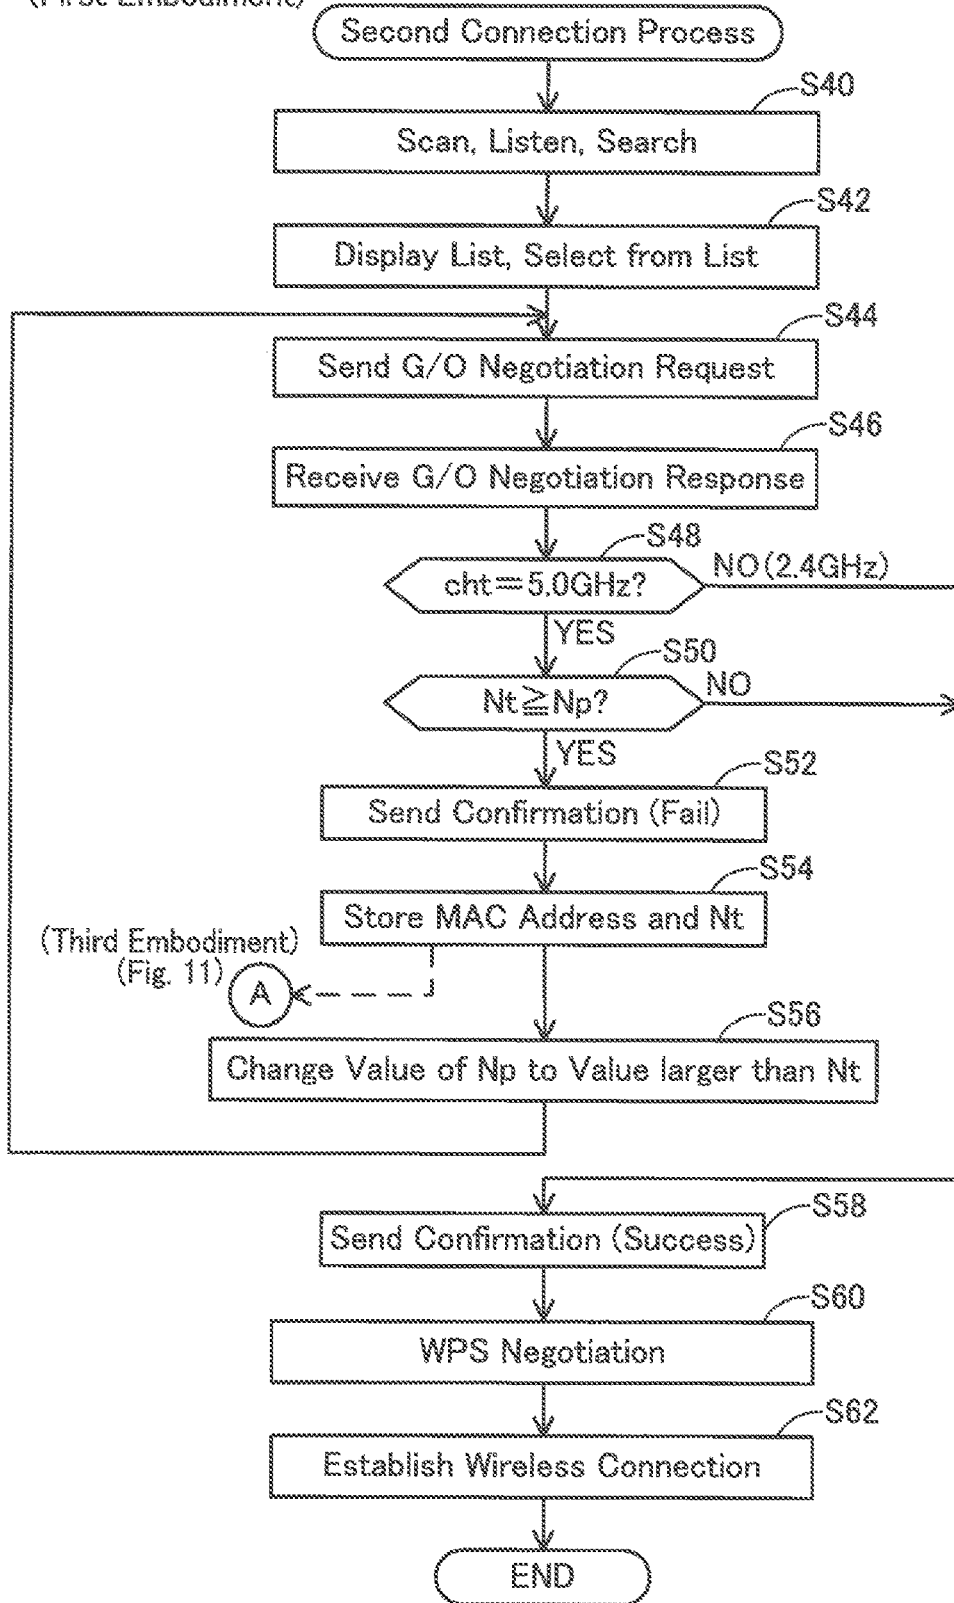 (First Embodiment)
Second Connection Process
S40
Scan, Listen, Search
S42
Display List, Select from List
S44
Send G/O Negotiation Request
S46
Receive G/O Negotiation Response
S48
cht=5.0GHz?
NO(2.4GHz)
YES
S50
Nt≧Np?
NO
YES
S52
Send Confirmation (Fail)
S54
Store MAC Address and Nt
(Third Embodiment)
(Fig. 11)
A
S56
Change Value of Np to Value larger than Nt
S58
Send Confirmation (Success)
S60
WPS Negotiation
S62
Establish Wireless Connection
END